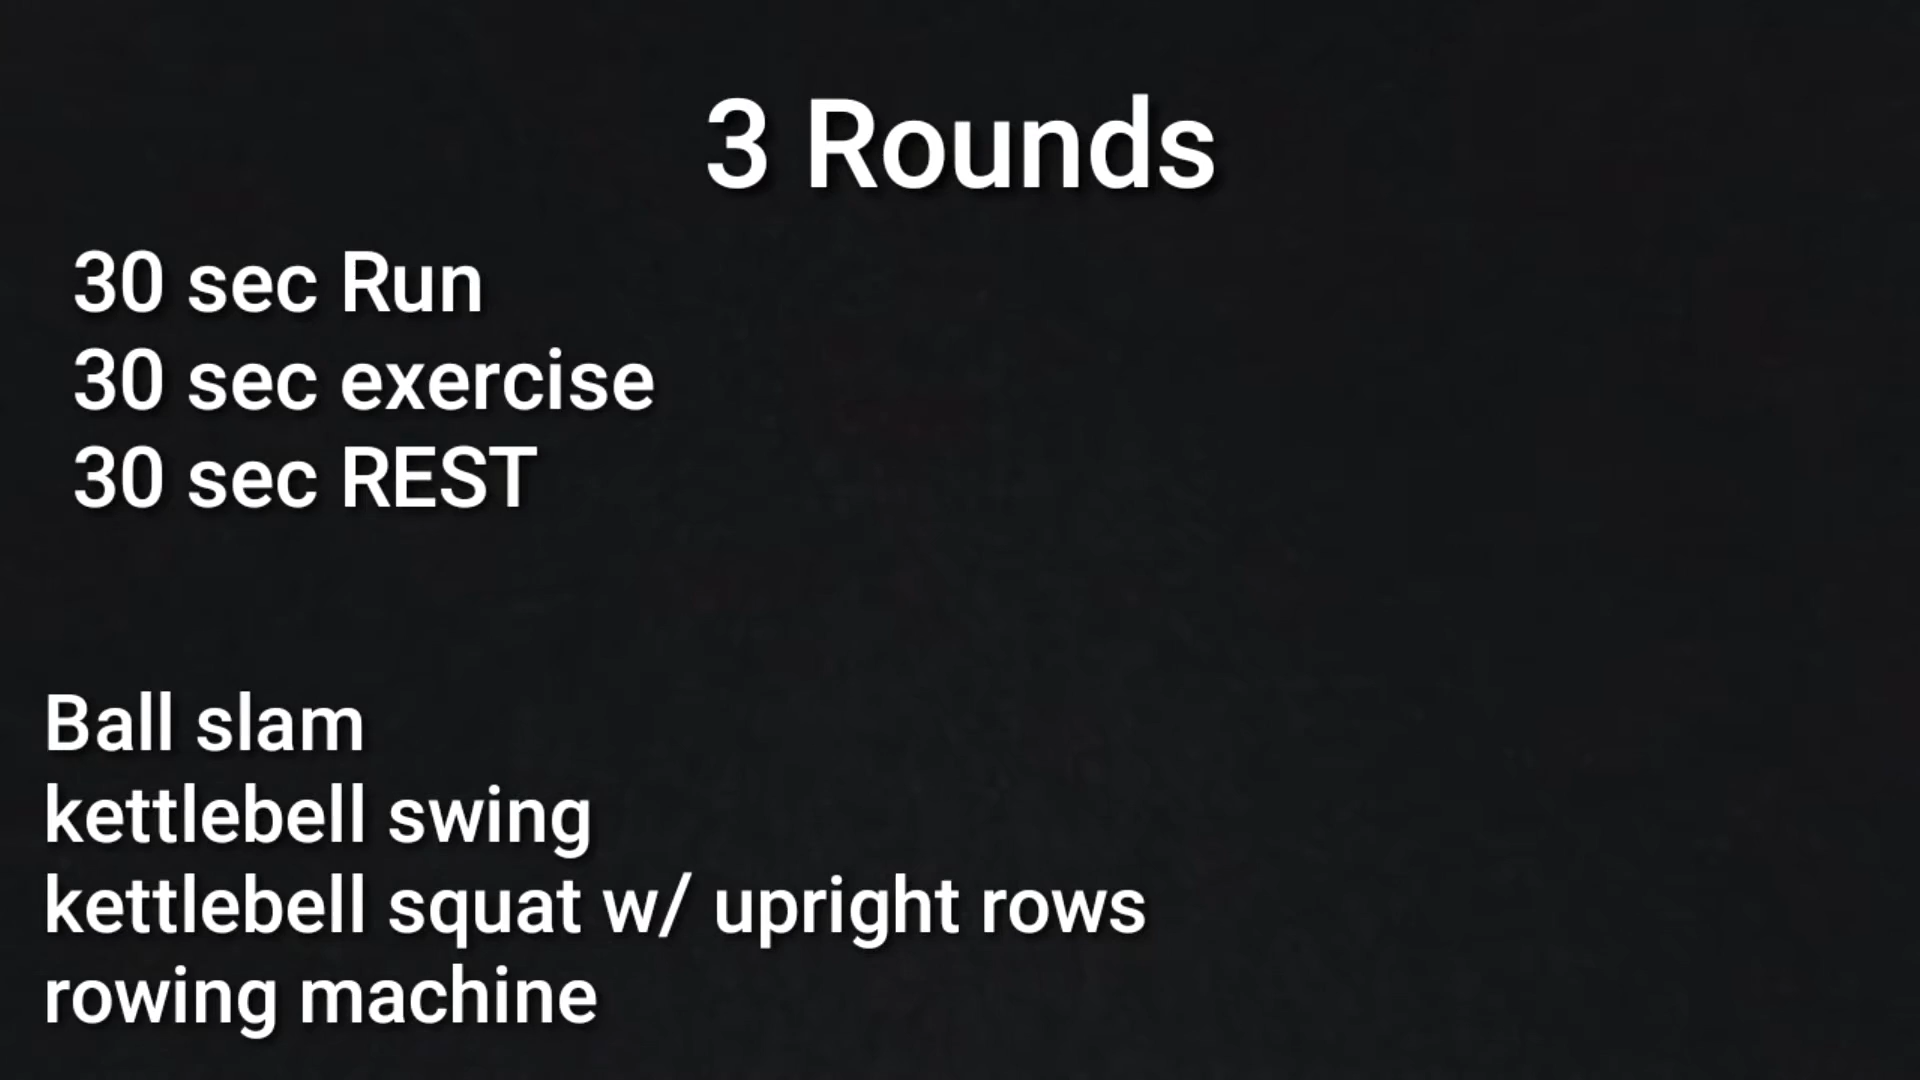 3 Rounds
30 sec Run
30 sec exercise
30 sec REST
Ball slam
kettlebell swing
kettlebell squat w/ upright rows
rowing machine